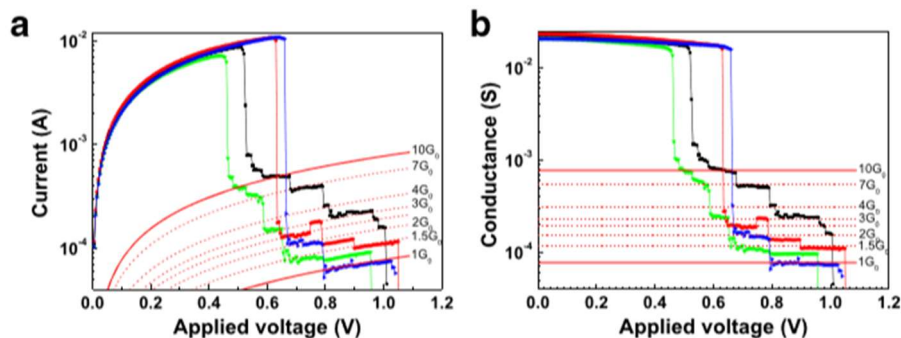 a
Current (A)
10⁻²
10⁻³
10⁻⁴
10G₀
7G₀
4G₀
3G₀
2G₀
1.5G₀
1G₀
0.0 0.2 0.4 0.6 0.8 1.0 1.2
Applied voltage (V)
b
Conductance (S)
10⁻²
10⁻³
10⁻⁴
10G₀
7G₀
4G₀
3G₀
2G₀
1.5G₀
1G₀
0.0 0.2 0.4 0.6 0.8 1.0 1.2
Applied voltage (V)